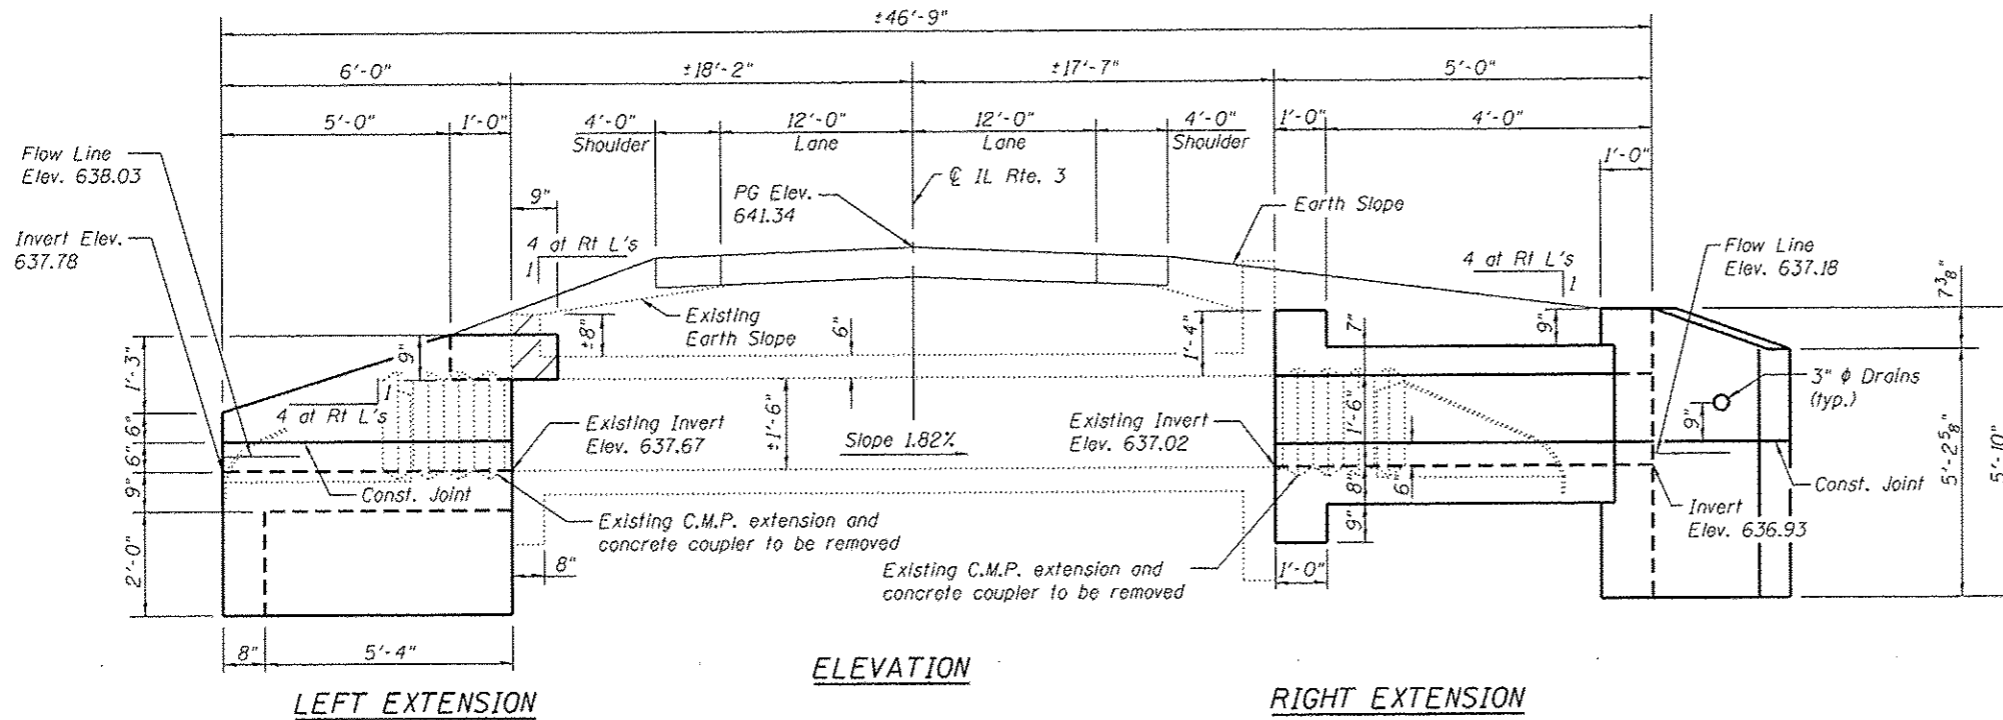 ±46'-9"
6'-0"
±18'-2"
±17'-7"
5'-0"
5'-0"
1'-0"
4'-0"
Shoulder
12'-0"
Lane
12'-0"
Lane
4'-0"
Shoulder
1'-0"
4'-0"
Flow Line
Elev. 638.03
1'-0"
9"
PG Elev.
641.34
℄ IL Rte. 3
Earth Slope
Invert Elev.
637.78
4 at Rt L's
1
4 at Rt L's
1
Flow Line
Elev. 637.18
7 3/8"
Existing
Earth Slope
±8"
6"
1'-4"
7"
9"
1'-3"
9"
4 at Rt L's
1
3" ϕ Drains
(typ.)
6"
6"
9"
2'-0"
Existing Invert
Elev. 637.67
±1'-6"
Slope 1.82%
Existing Invert
Elev. 637.02
1'-6"
9"
5'-2 5/8"
5'-10"
Const. Joint
6"
8"
9"
Const. Joint
Invert
Elev. 636.93
Existing C.M.P. extension and
concrete coupler to be removed
8"
Existing C.M.P. extension and
concrete coupler to be removed
1'-0"
8"
5'-4"
ELEVATION
LEFT EXTENSION
RIGHT EXTENSION